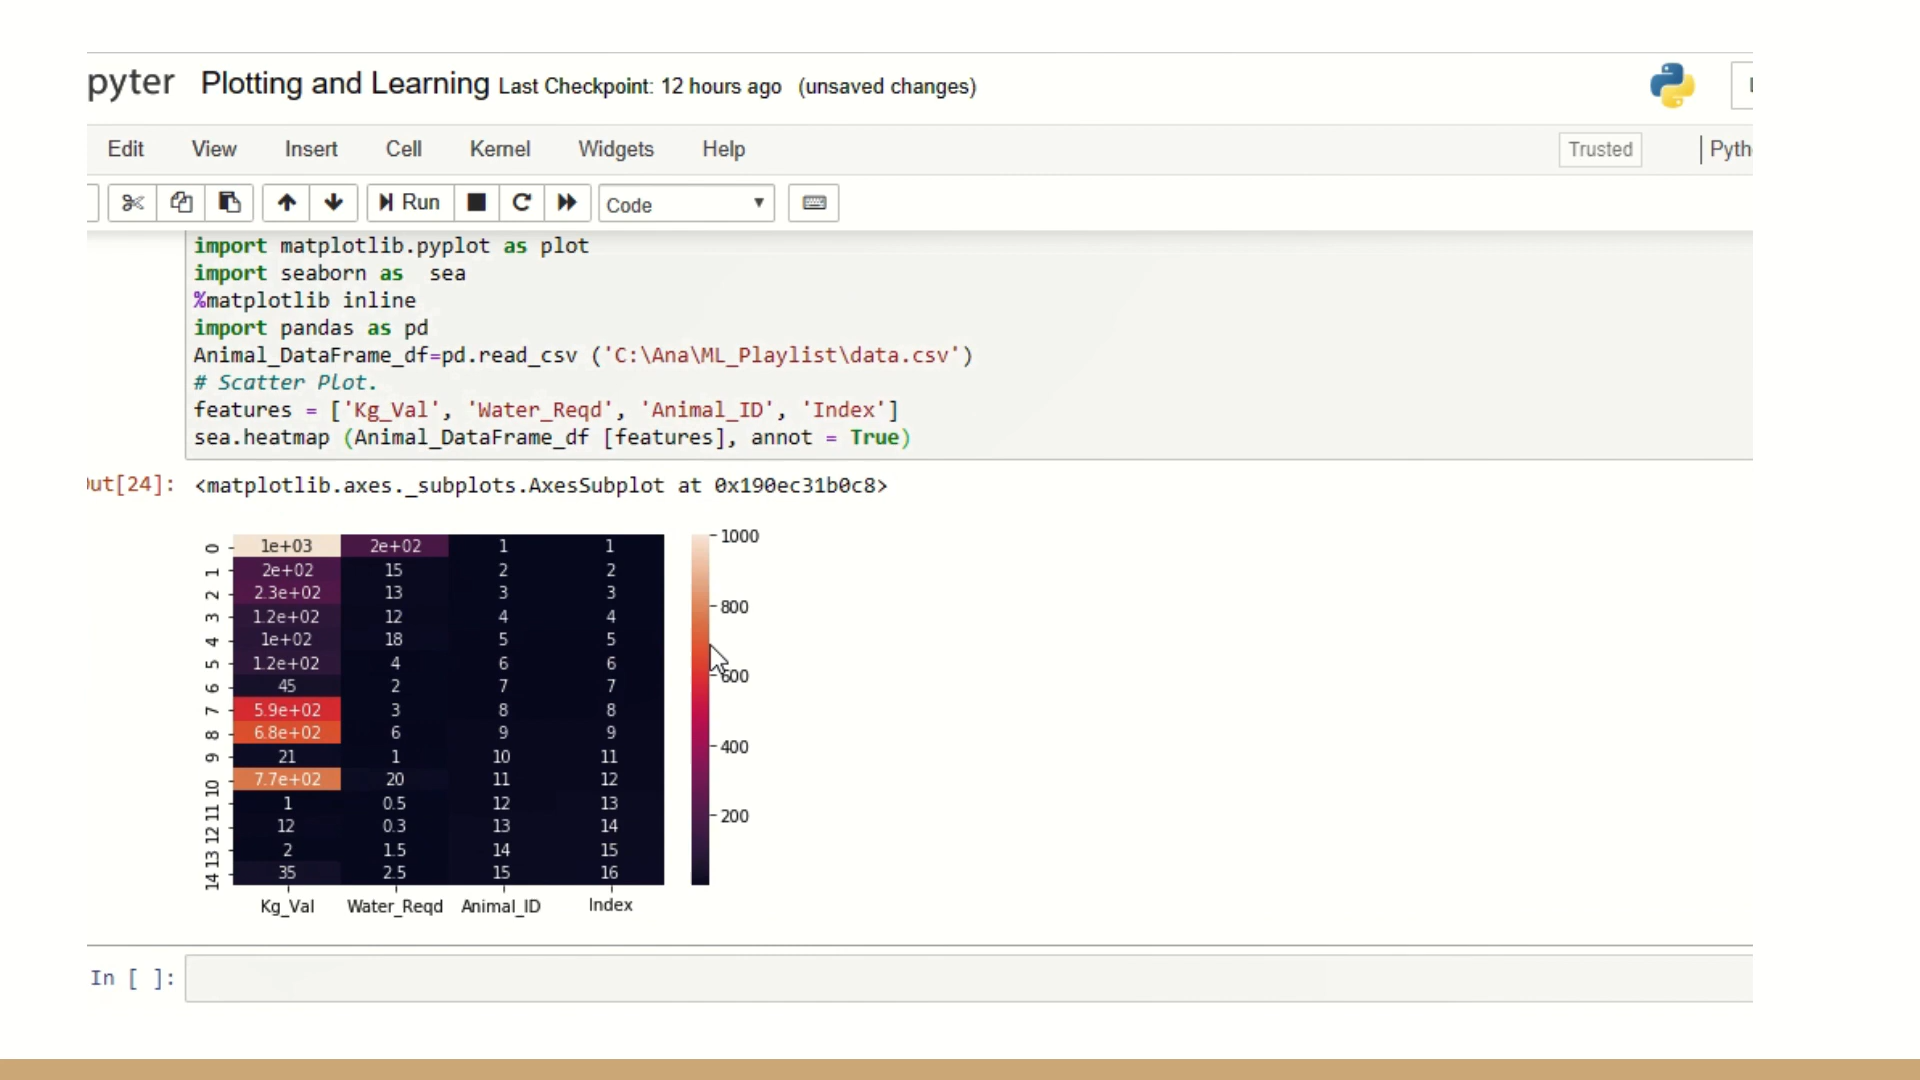 pyter Plotting and Learning Last Checkpoint: 12 hours ago (unsaved changes)
Edit View Insert Cell Kernel Widgets Help Trusted Pyth
Run Code
import matplotlib.pyplot as plot
import seaborn as  sea
%matplotlib inline
import pandas as pd
Animal_DataFrame_df=pd.read_csv ('C:\Ana\ML_Playlist\data.csv')
# Scatter Plot.
features = ['Kg_Val', 'Water_Reqd', 'Animal_ID', 'Index']
sea.heatmap (Animal_DataFrame_df [features], annot = True)
ut[24]: <matplotlib.axes._subplots.AxesSubplot at 0x190ec31b0c8>
0 1e+03 2e+02 1 1 1000
1 2e+02 15 2 2
2 2.3e+02 13 3 3 800
3 1.2e+02 12 4 4
4 1e+02 18 5 5
5 1.2e+02 4 6 6 600
6 45 2 7 7
7 5.9e+02 3 8 8
8 6.8e+02 6 9 9 400
9 21 1 10 11
10 7.7e+02 20 11 12
11 1 0.5 12 13 200
12 12 0.3 13 14
13 2 1.5 14 15
14 35 2.5 15 16
Kg_Val Water_Reqd Animal_ID Index
In [ ]: